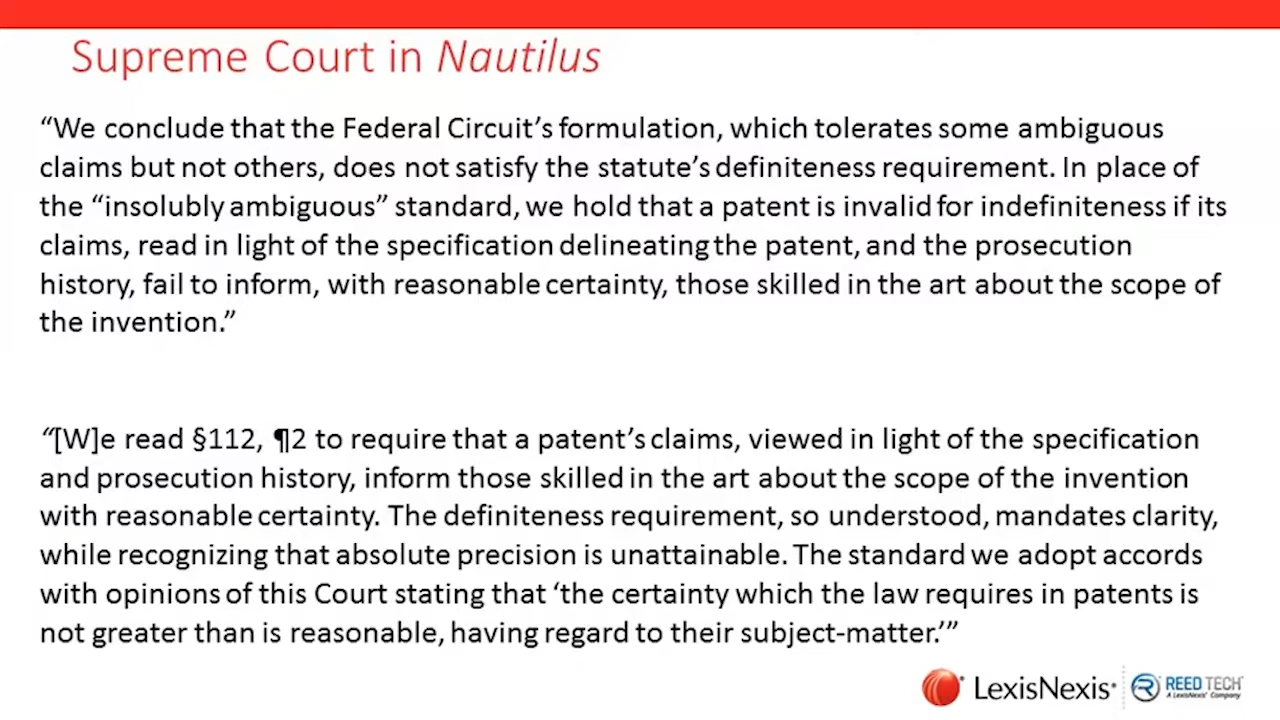 Supreme Court in Nautilus
“We conclude that the Federal Circuit’s formulation, which tolerates some ambiguous
claims but not others, does not satisfy the statute’s definiteness requirement. In place of
the “insolubly ambiguous” standard, we hold that a patent is invalid for indefiniteness if its
claims, read in light of the specification delineating the patent, and the prosecution
history, fail to inform, with reasonable certainty, those skilled in the art about the scope of
the invention.”
“[W]e read §112, ¶2 to require that a patent’s claims, viewed in light of the specification
and prosecution history, inform those skilled in the art about the scope of the invention
with reasonable certainty. The definiteness requirement, so understood, mandates clarity,
while recognizing that absolute precision is unattainable. The standard we adopt accords
with opinions of this Court stating that ‘the certainty which the law requires in patents is
not greater than is reasonable, having regard to their subject-matter.’”
LexisNexis®
REED TECH
A LexisNexis® Company